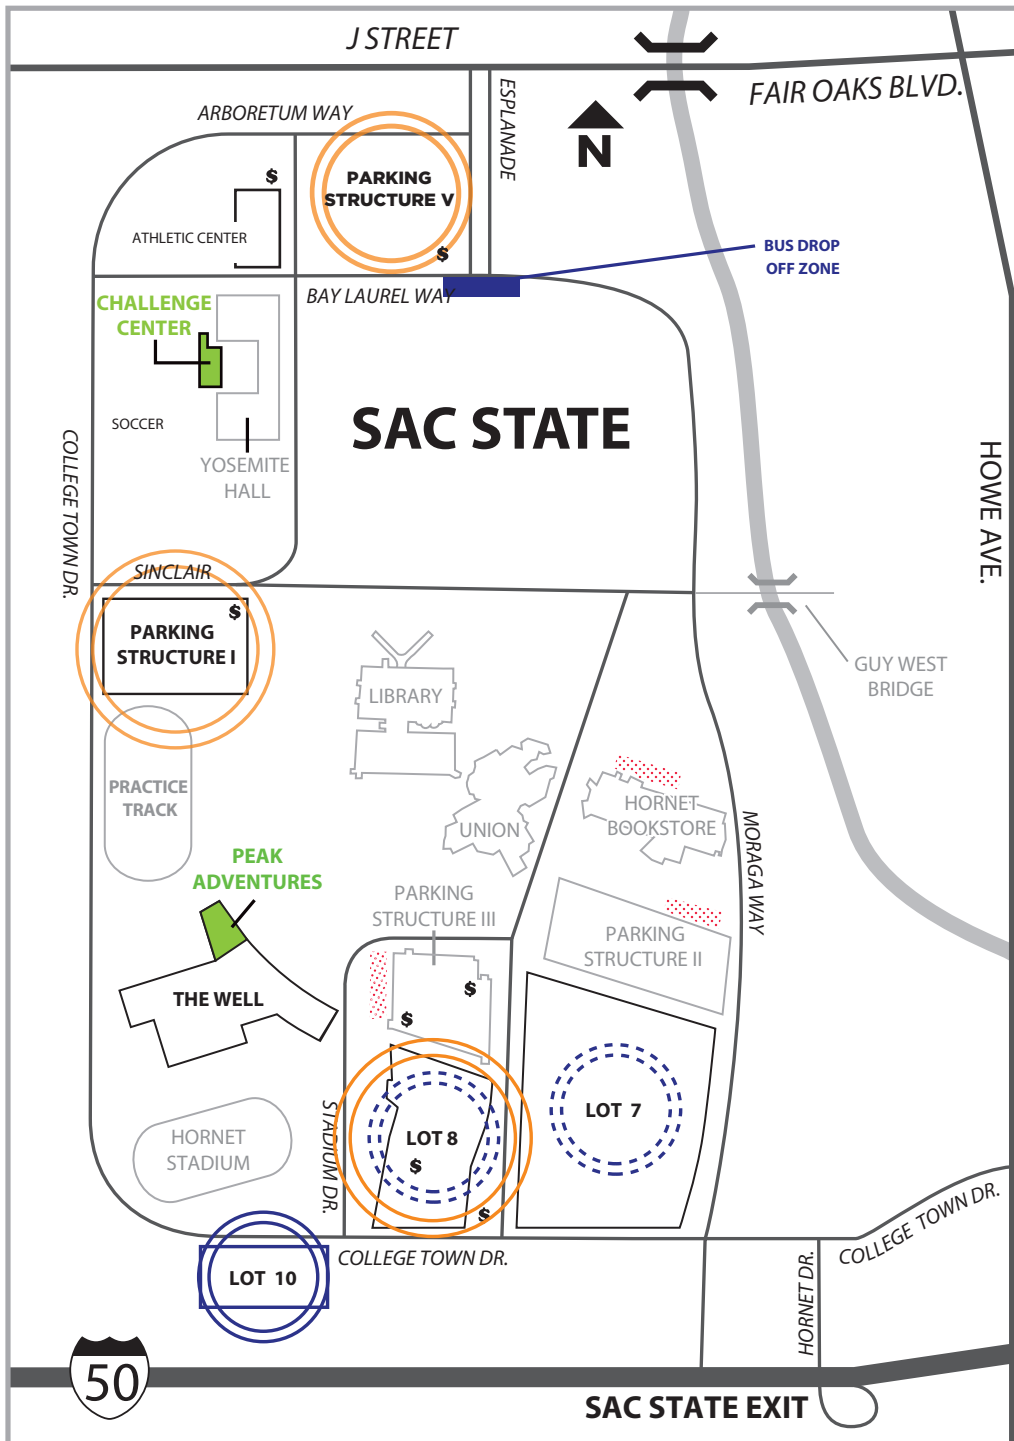 J STREET
FAIR OAKS BLVD.
ARBORETUM WAY
ESPLANADE
N
$
PARKING
STRUCTURE V
$
ATHLETIC CENTER
BUS DROP
OFF ZONE
BAY LAUREL WAY
CHALLENGE
CENTER
SAC STATE
SOCCER
YOSEMITE
HALL
COLLEGE TOWN DR.
HOWE AVE.
SINCLAIR
$
PARKING
STRUCTURE I
GUY WEST
BRIDGE
LIBRARY
PRACTICE
TRACK
UNION
HORNET
BOOKSTORE
MORAGA WAY
PEAK
ADVENTURES
PARKING
STRUCTURE III
PARKING
STRUCTURE II
THE WELL
$
$
STADIUM DR.
LOT 8
$
$
LOT 7
HORNET
STADIUM
COLLEGE TOWN DR.
COLLEGE TOWN DR.
LOT 10
HORNET DR.
50
SAC STATE EXIT